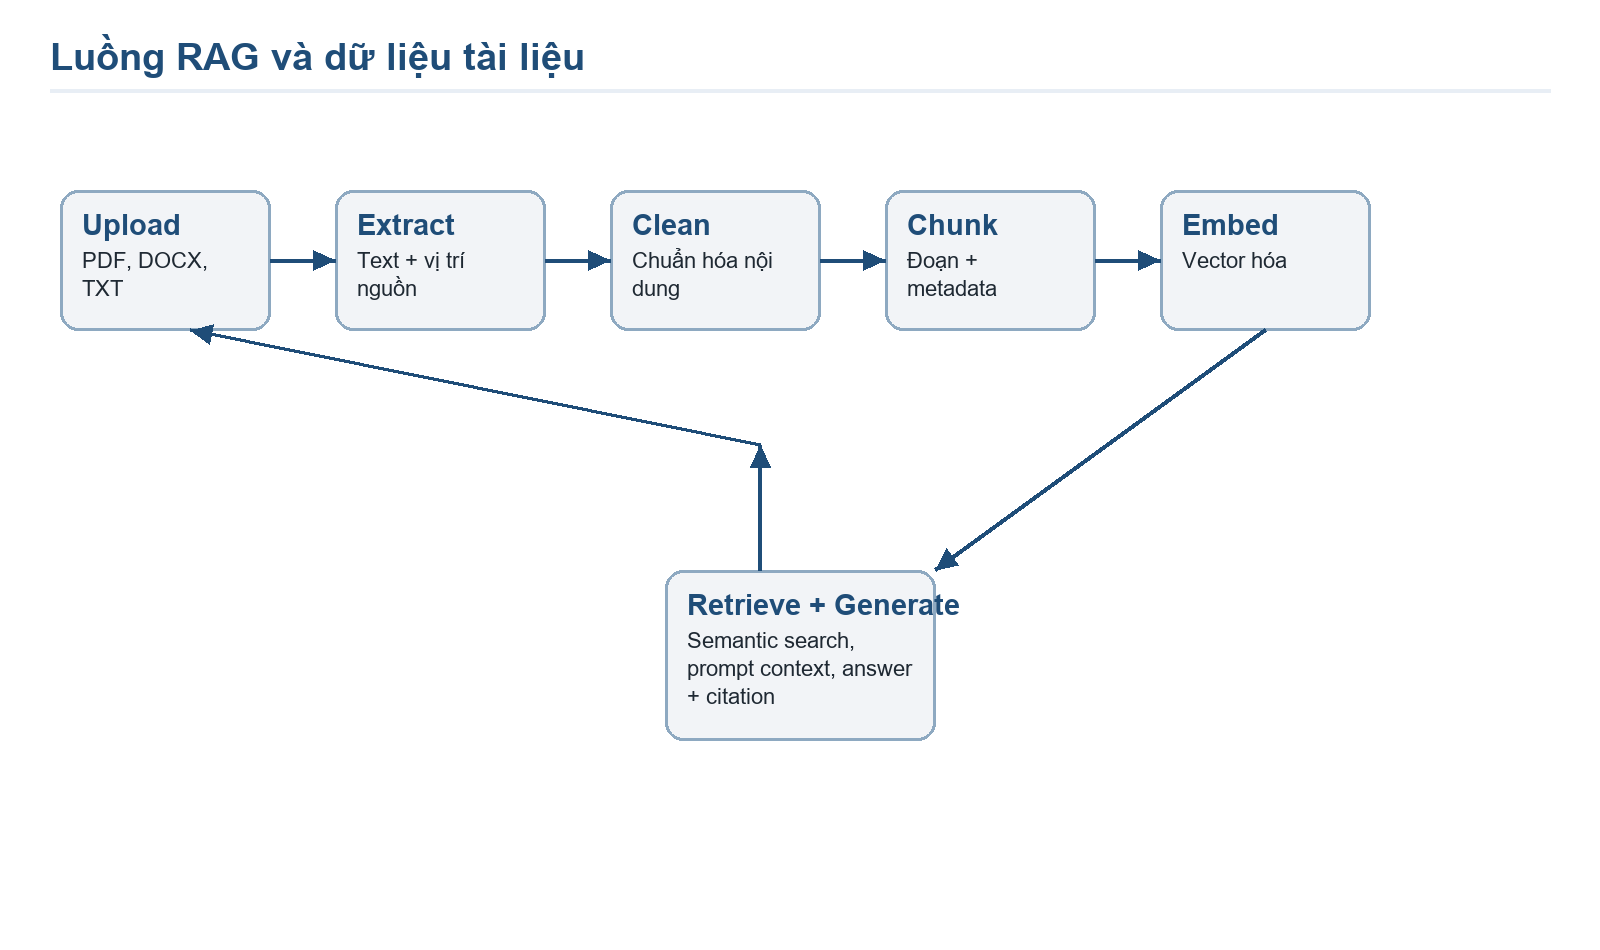 Luồng RAG và dữ liệu tài liệu
Upload
PDF, DOCX,
TXT
Extract
Text + vị trí
nguồn
Clean
Chuẩn hóa nội
dung
Chunk
Đoạn +
metadata
Embed
Vector hóa
Retrieve + Generate
Semantic search,
prompt context, answer
+ citation